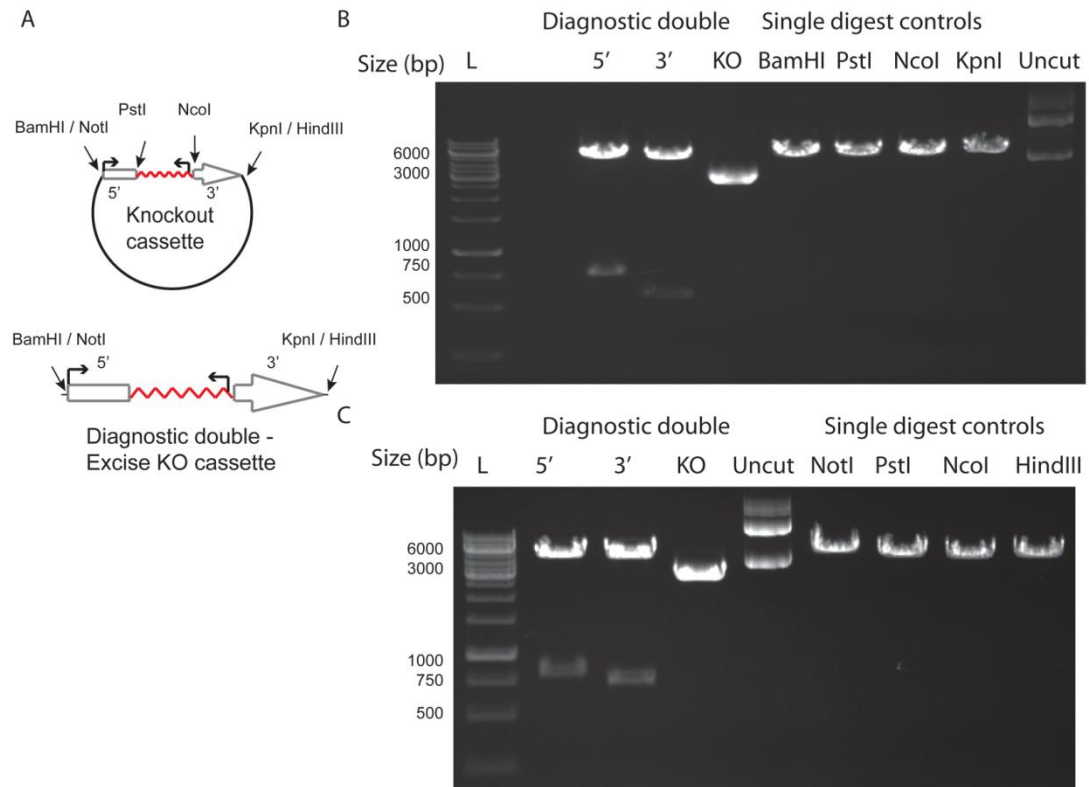 A
PstI
NcoI
BamHI / NotI
KpnI / HindIII
5'
3'
Knockout
cassette
BamHI / NotI
KpnI / HindIII
5'
3'
Diagnostic double -
Excise KO cassette
B
Diagnostic double
Single digest controls
Size (bp)
L
5'
3'
KO
BamHI
PstI
NcoI
KpnI
Uncut
6000
3000
1000
750
500
C
Diagnostic double
Single digest controls
Size (bp)
L
5'
3'
KO
Uncut
NotI
PstI
NcoI
HindIII
6000
3000
1000
750
500